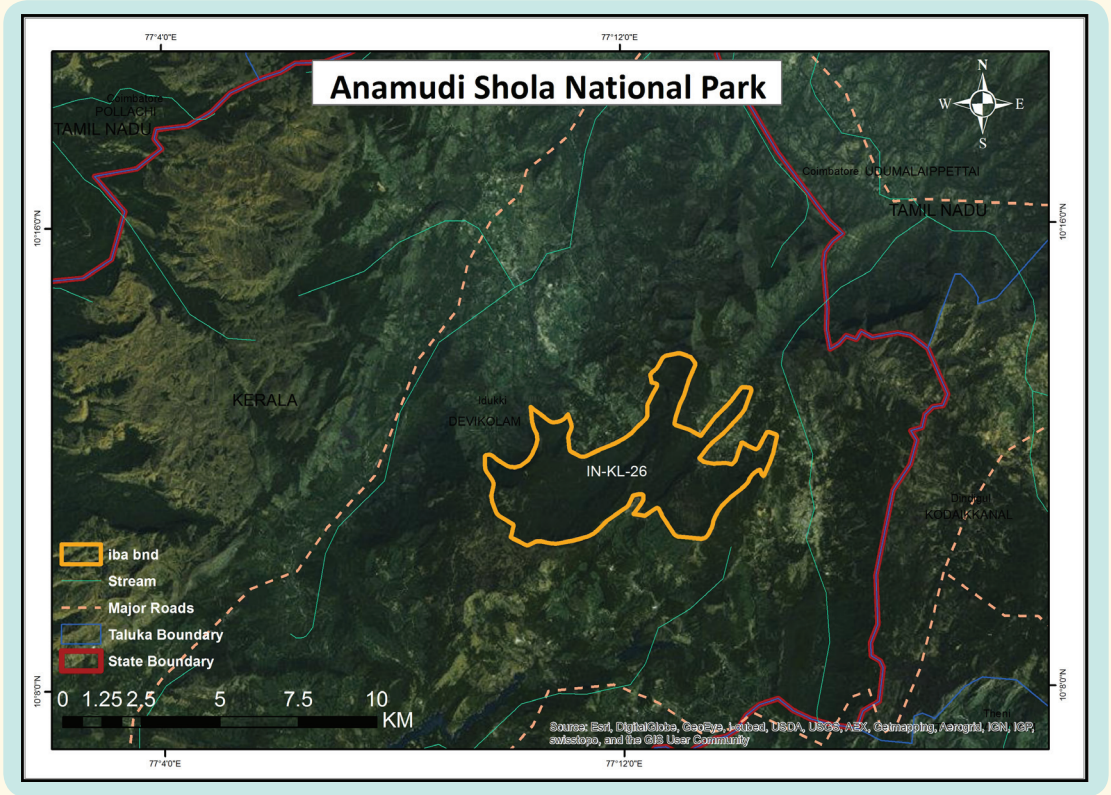 77°4'0"E
77°12'0"E
Anamudi Shola National Park
N
W
E
S
Coimbatore
POLLACHI
TAMIL NADU
Coimbatore UDUMALAIPPETTAI
TAMIL NADU
10°16'0"N
10°16'0"N
KERALA
Idukki
DEVIKOLAM
IN-KL-26
Dindigul
KODAIKKANAL
iba bnd
Stream
Major Roads
Taluka Boundary
State Boundary
10°8'0"N
10°8'0"N
0 1.25 2.5 5 7.5 10
KM
Source: Esri, DigitalGlobe, GeoEye, i-cubed, USDA, USGS, AEX, Getmapping, Aerogrid, IGN, IGP,
swisstopo, and the GIS User Community
77°4'0"E
77°12'0"E